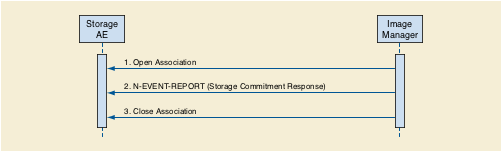 Storage
AE
Image
Manager
1. Open Association
2. N-EVENT-REPORT (Storage Commitment Response)
3. Close Association